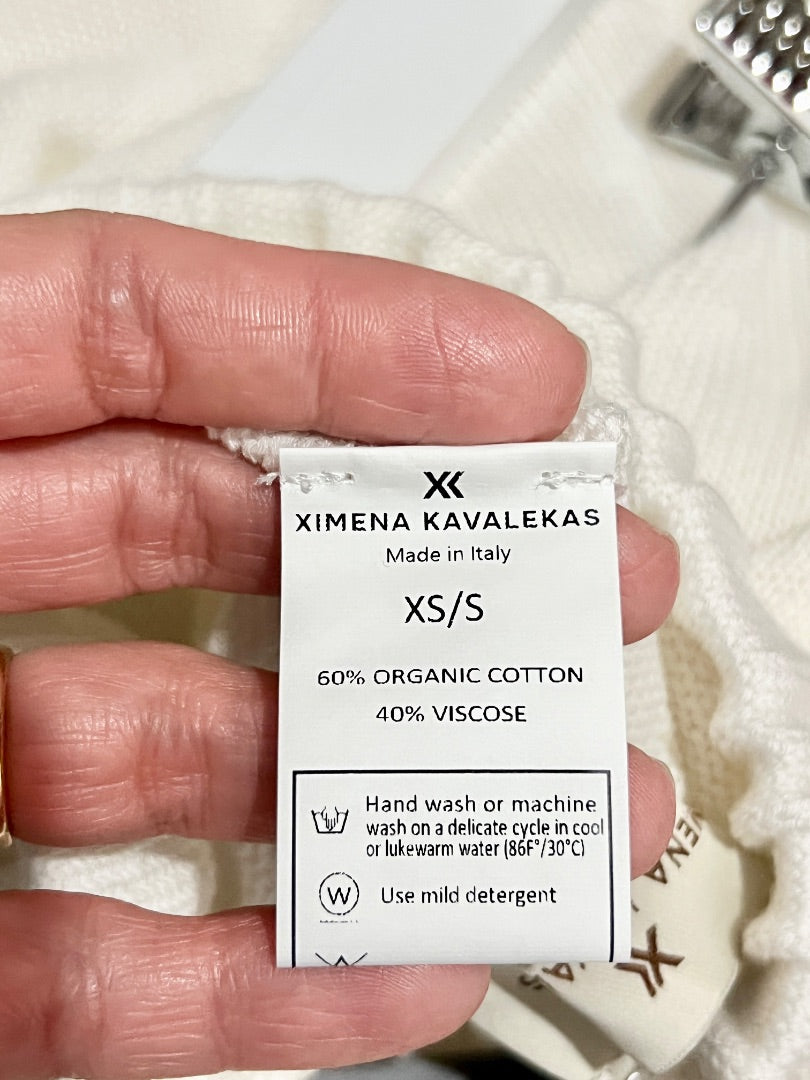 XIMENA KAVALEKAS
Made in Italy
XS/S
60% ORGANIC COTTON
40% VISCOSE
Hand wash or machine
wash on a delicate cycle in cool
or lukewarm water (86F°/30°C)
W
Use mild detergent